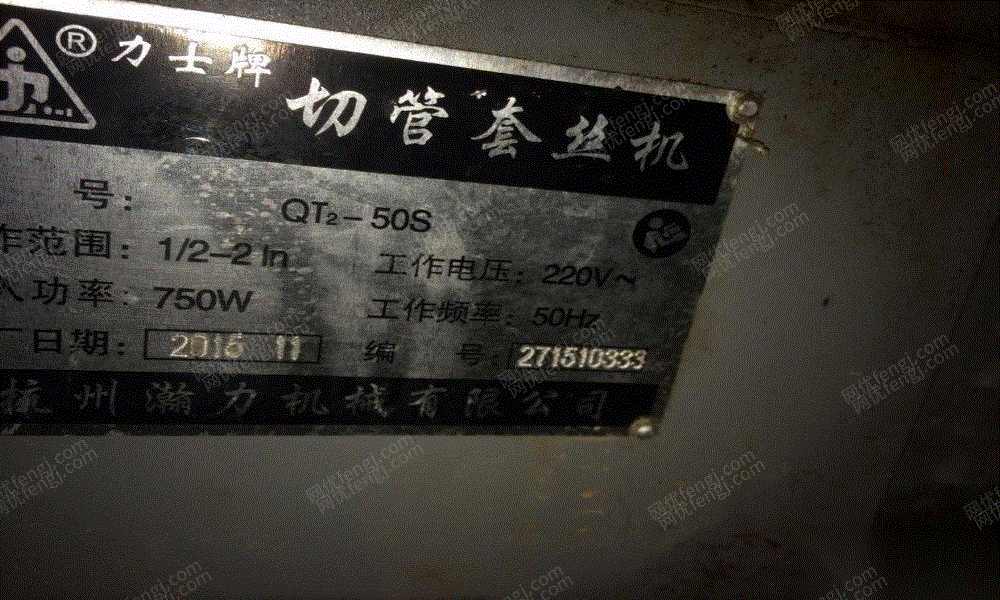 ® 力士牌
切管套丝机
号: QT2-50S
作范围: 1/2-2 In 工作电压: 220V~
入功率: 750W 工作频率: 50Hz
日期: 2015 11 编 号: 271510333
杭州瀚力机械有限公司